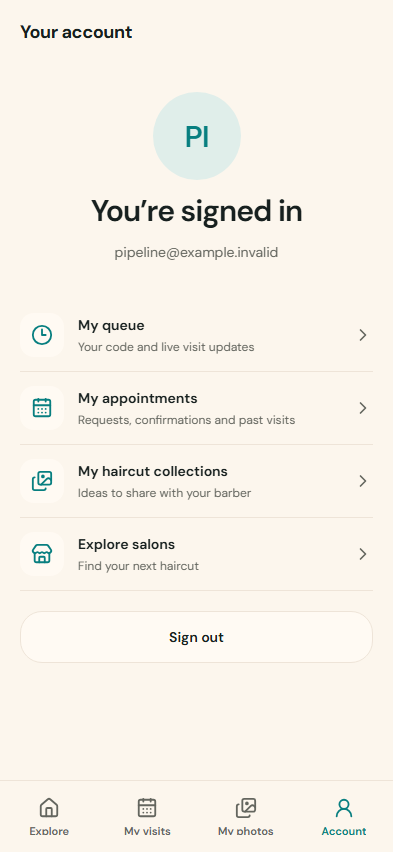 Your account
PI
You’re signed in
pipeline@example.invalid
My queue
Your code and live visit updates
My appointments
Requests, confirmations and past visits
My haircut collections
Ideas to share with your barber
Explore salons
Find your next haircut
Sign out
Explore
My visits
My photos
Account